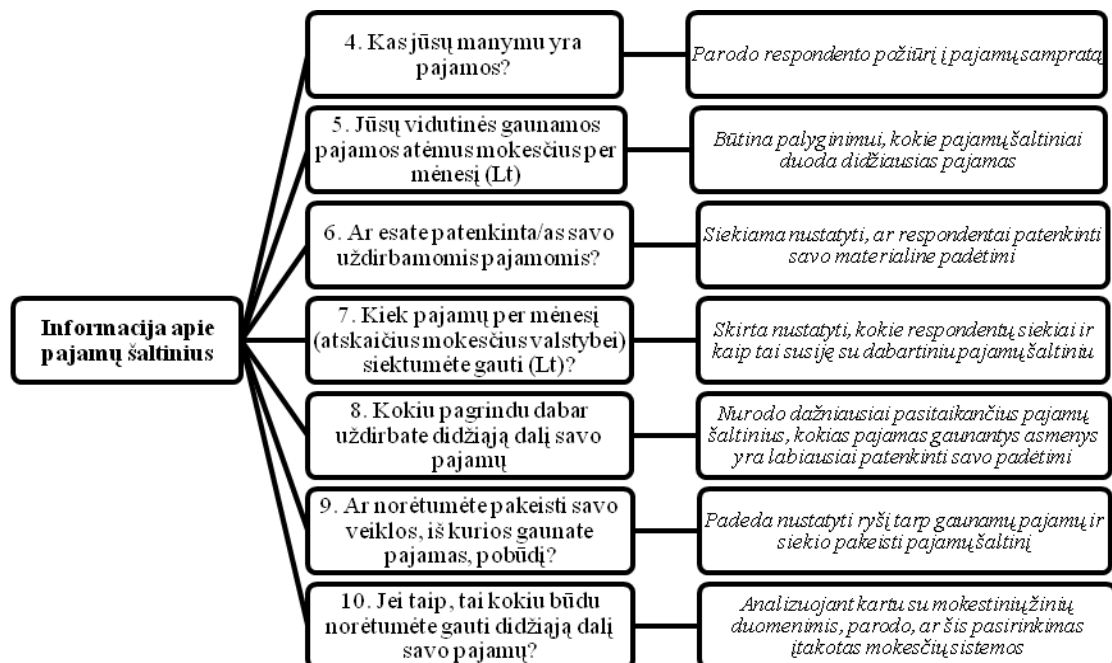 4. Kas jūsų manymu yra
pajamos?
Parodo respondento požiūrį į pajamų sampratą
5. Jūsų vidutinės gaunamos
pajamos atėmus mokesčius per
mėnesį (Lt)
Būtina palyginimui, kokie pajamų šaltiniai
duoda didžiausias pajamas
6. Ar esate patenkinta/as savo
uždirbamomis pajamomis?
Siekiama nustatyti, ar respondentai patenkinti
savo materialine padėtimi
Informacija apie
pajamų šaltinius
7. Kiek pajamų per mėnesį
(atskaičius mokesčius valstybei)
siektumėte gauti (Lt)?
Skirta nustatyti, kokie respondentų siekiai ir
kaip tai susiję su dabartiniu pajamų šaltiniu
8. Kokiu pagrindu dabar
uždirbate didžiąją dalį savo
pajamų
Nurodo dažniausiai pasitaikančius pajamų
šaltinius, kokias pajamas gaunantys asmenys
yra labiausiai patenkinti savo padėtimi
9. Ar norėtumėte pakeisti savo
veiklos, iš kurios gaunate
pajamas, pobūdį?
Padeda nustatyti ryšį tarp gaunamų pajamų ir
siekio pakeisti pajamų šaltinį
10. Jei taip, tai kokiu būdu
norėtumėte gauti didžiąją dalį
savo pajamų?
Analizuojant kartu su mokestinių žinių
duomenimis, parodo, ar šis pasirinkimas
įtakotas mokesčių sistemos